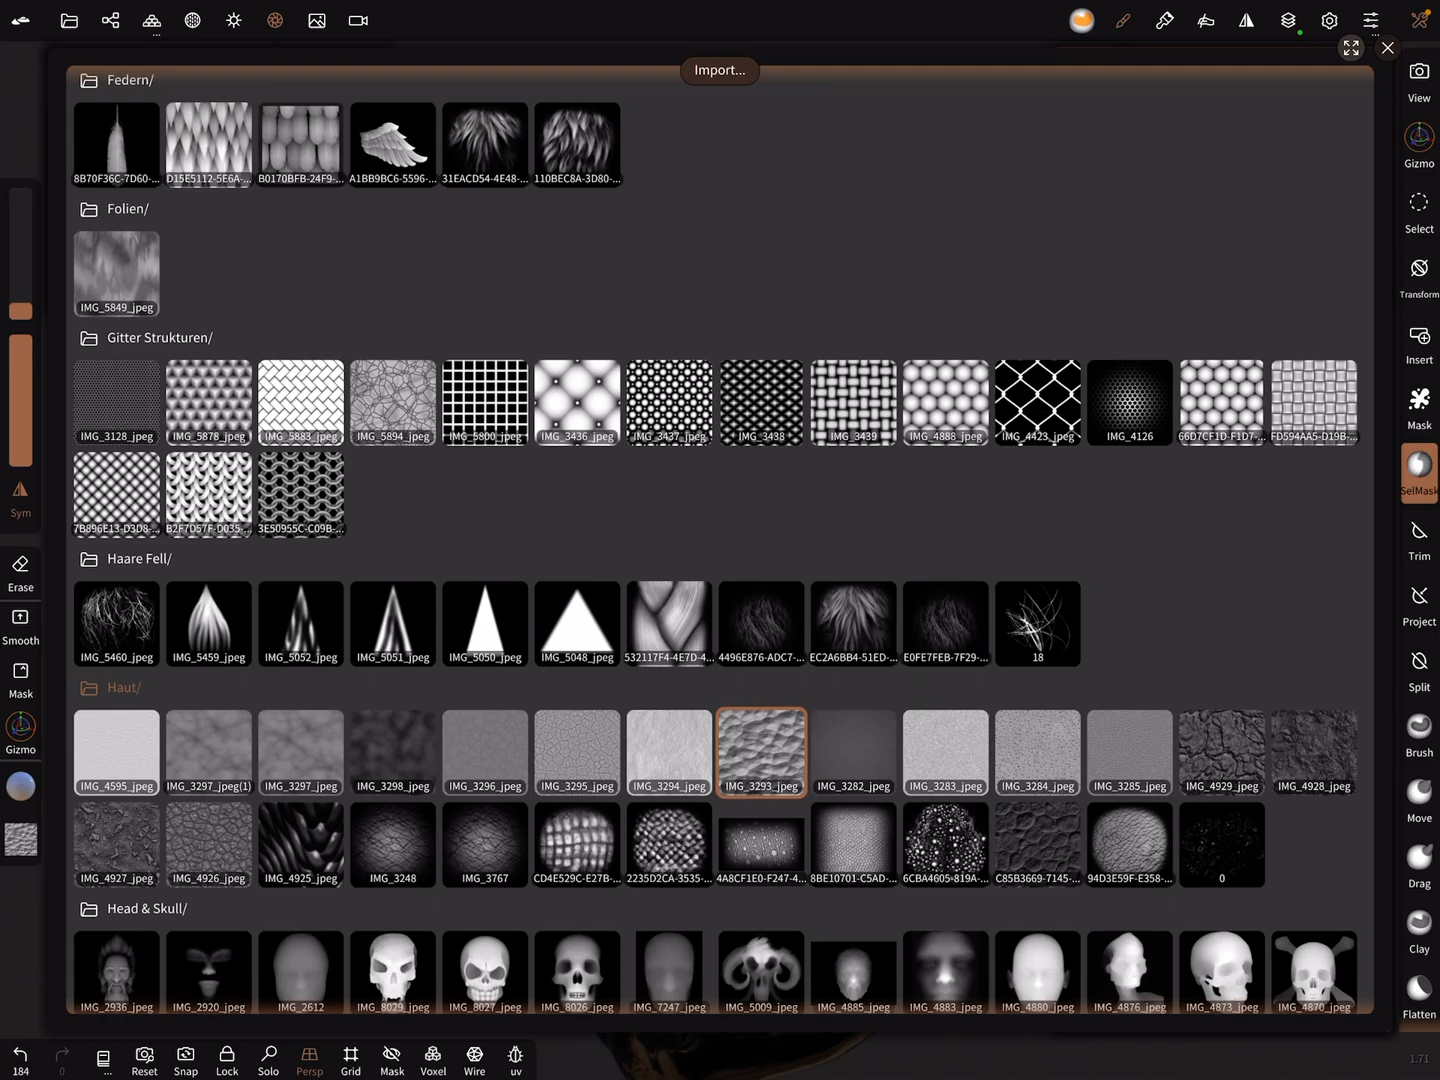 Import...
Federn/
8B70F36C-7D60-...
D15E5112-5E6A-...
B0170BFB-24F9-...
A1BB9BC6-5596-...
31EACD54-4E48-...
110BEC8A-3D80-...
Folien/
IMG_5849_jpeg
Gitter Strukturen/
IMG_3128_jpeg
IMG_5878_jpeg
IMG_5883_jpeg
IMG_5894_jpeg
IMG_5800_jpeg
IMG_3436_jpeg
IMG_3437_jpeg
IMG_3438
IMG_3439
IMG_4888_jpeg
IMG_4423_jpeg
IMG_4126
66D7CF1D-F1D7-...
FD594AA5-D19B-...
7B896E13-D3D8-...
B2F7D57F-D035-...
3E50955C-C09B-...
Haare Fell/
IMG_5460_jpeg
IMG_5459_jpeg
IMG_5052_jpeg
IMG_5051_jpeg
IMG_5050_jpeg
IMG_5048_jpeg
532117F4-4E7D-4...
4496E876-ADC7-...
EC2A6BB4-51ED-...
E0FE7FEB-7F29-...
18
Haut/
IMG_4595_jpeg
IMG_3297_jpeg(1)
IMG_3297_jpeg
IMG_3298_jpeg
IMG_3296_jpeg
IMG_3295_jpeg
IMG_3294_jpeg
IMG_3293_jpeg
IMG_3282_jpeg
IMG_3283_jpeg
IMG_3284_jpeg
IMG_3285_jpeg
IMG_4929_jpeg
IMG_4928_jpeg
IMG_4927_jpeg
IMG_4926_jpeg
IMG_4925_jpeg
IMG_3248
IMG_3767
CD4E529C-E27B-...
2235D2CA-3535-...
4A8CF1E0-F247-4...
8BE10701-C5AD-...
6CBA4605-819A-...
C85B3669-7145-...
94D3E59F-E358-...
0
Head & Skull/
IMG_2936_jpeg
IMG_2920_jpeg
IMG_2612
IMG_8029_jpeg
IMG_8027_jpeg
IMG_8026_jpeg
IMG_7247_jpeg
IMG_5009_jpeg
IMG_4885_jpeg
IMG_4883_jpeg
IMG_4880_jpeg
IMG_4876_jpeg
IMG_4873_jpeg
IMG_4870_jpeg
Sym
Erase
Smooth
Mask
Gizmo
View
Gizmo
Select
Transform
Insert
Mask
SelMask
Trim
Project
Split
Brush
Move
Drag
Clay
Flatten
184
0
...
Reset
Snap
Lock
Solo
Persp
Grid
Mask
Voxel
Wire
uv
1.71